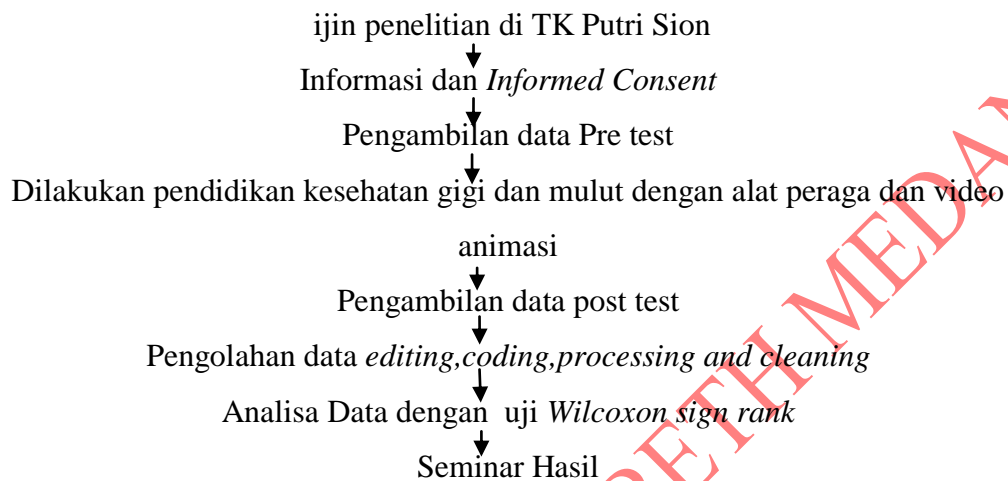 ijin penelitian di TK Putri Sion
Informasi dan Informed Consent
Pengambilan data Pre test
Dilakukan pendidikan kesehatan gigi dan mulut dengan alat peraga dan video
animasi
Pengambilan data post test
Pengolahan data editing,coding,processing and cleaning
Analisa Data dengan uji Wilcoxon sign rank
Seminar Hasil